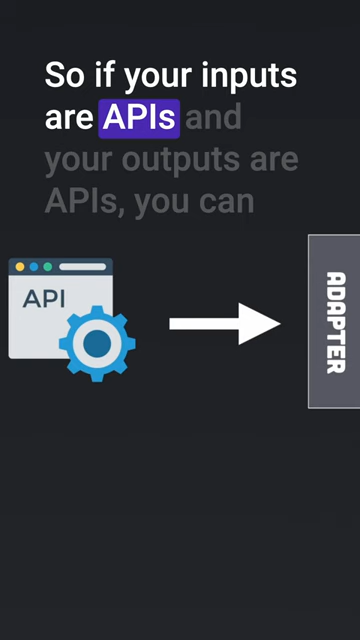 So if your inputs
are APIs and
your outputs are
APIs, you can
API
ADAPTER